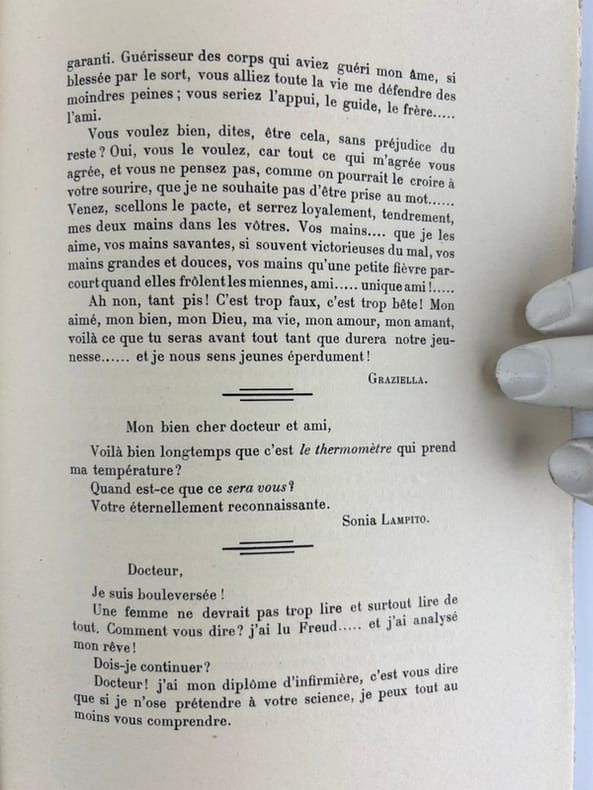 garanti. Guérisseur des corps qui aviez guéri mon âme, si
blessée par le sort, vous alliez toute la vie me défendre des
moindres peines ; vous seriez l'appui, le guide, le frère.....
l'ami.
Vous voulez bien, dites, être cela, sans préjudice du
reste ? Oui, vous le voulez, car tout ce qui m'agrée vous
agrée, et vous ne pensez pas, comme on pourrait le croire à
votre sourire, que je ne souhaite pas d'être prise au mot......
Venez, scellons le pacte, et serrez loyalement, tendrement,
mes deux mains dans les vôtres. Vos mains.... que je les
aime, vos mains savantes, si souvent victorieuses du mal, vos
mains grandes et douces, vos mains qu'une petite fièvre par-
court quand elles frôlent les miennes, ami..... unique ami !.....
Ah non, tant pis ! C'est trop faux, c'est trop bête ! Mon
aimé, mon bien, mon Dieu, ma vie, mon amour, mon amant,
voilà ce que tu seras avant tout tant que durera notre jeu-
nesse...... et je nous sens jeunes éperdument !
GRAZIELLA.
Mon bien cher docteur et ami,
Voilà bien longtemps que c'est le thermomètre qui prend
ma température ?
Quand est-ce que ce sera vous ?
Votre éternellement reconnaissante.
Sonia LAMPITO.
Docteur,
Je suis bouleversée !
Une femme ne devrait pas trop lire et surtout lire de
tout. Comment vous dire ? j'ai lu Freud..... et j'ai analysé
mon rêve !
Dois-je continuer ?
Docteur ! j'ai mon diplôme d'infirmière, c'est vous dire
que si je n'ose prétendre à votre science, je peux tout au
moins vous comprendre.